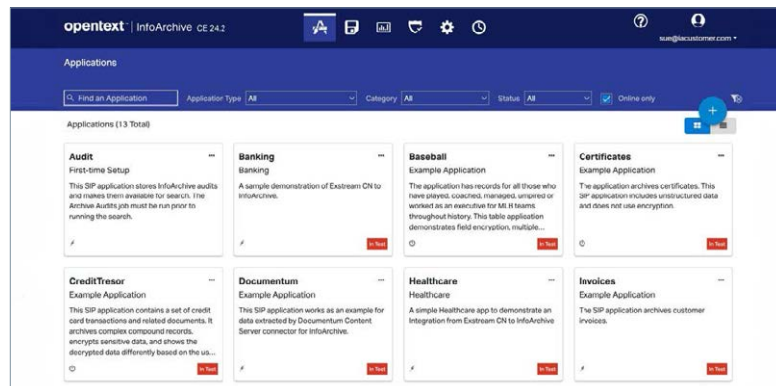 opentext | InfoArchive CE 24.2
sue@iacustomer.com
Applications
Find an Application
Application Type All
Category All
Status All
Online only
Applications (13 Total)
Audit
First-time Setup
This SIP application stores InfoArchive audits
and makes them available for search. The
Archive Audits job must be run prior to
running the search.
Banking
Banking
A sample demonstration of Exstream CN to
InfoArchive.
In Test
Baseball
Example Application
The application has records for all those who
have played, coached, managed, umpired or
worked as an executive for MLB teams
throughout history. This table application
demonstrates field encryption, multiple...
In Test
Certificates
Example Application
The application archives certificates. This
SIP application includes unstructured data
and does not use encryption.
In Test
CreditTresor
Example Application
This SIP application contains a set of credit
card transactions and related documents. It
archives complex compound records,
encrypts sensitive data, and shows the
decrypted data differently based on the us...
In Test
Documentum
Example Application
This SIP application works as an example for
data extracted by Documentum Content
Server connector for InfoArchive.
In Test
Healthcare
Healthcare
A simple Healthcare app to demonstrate an
Integration from Exstream CN to InfoArchive
In Test
Invoices
Example Application
The SIP application archives customer
invoices.
In Test